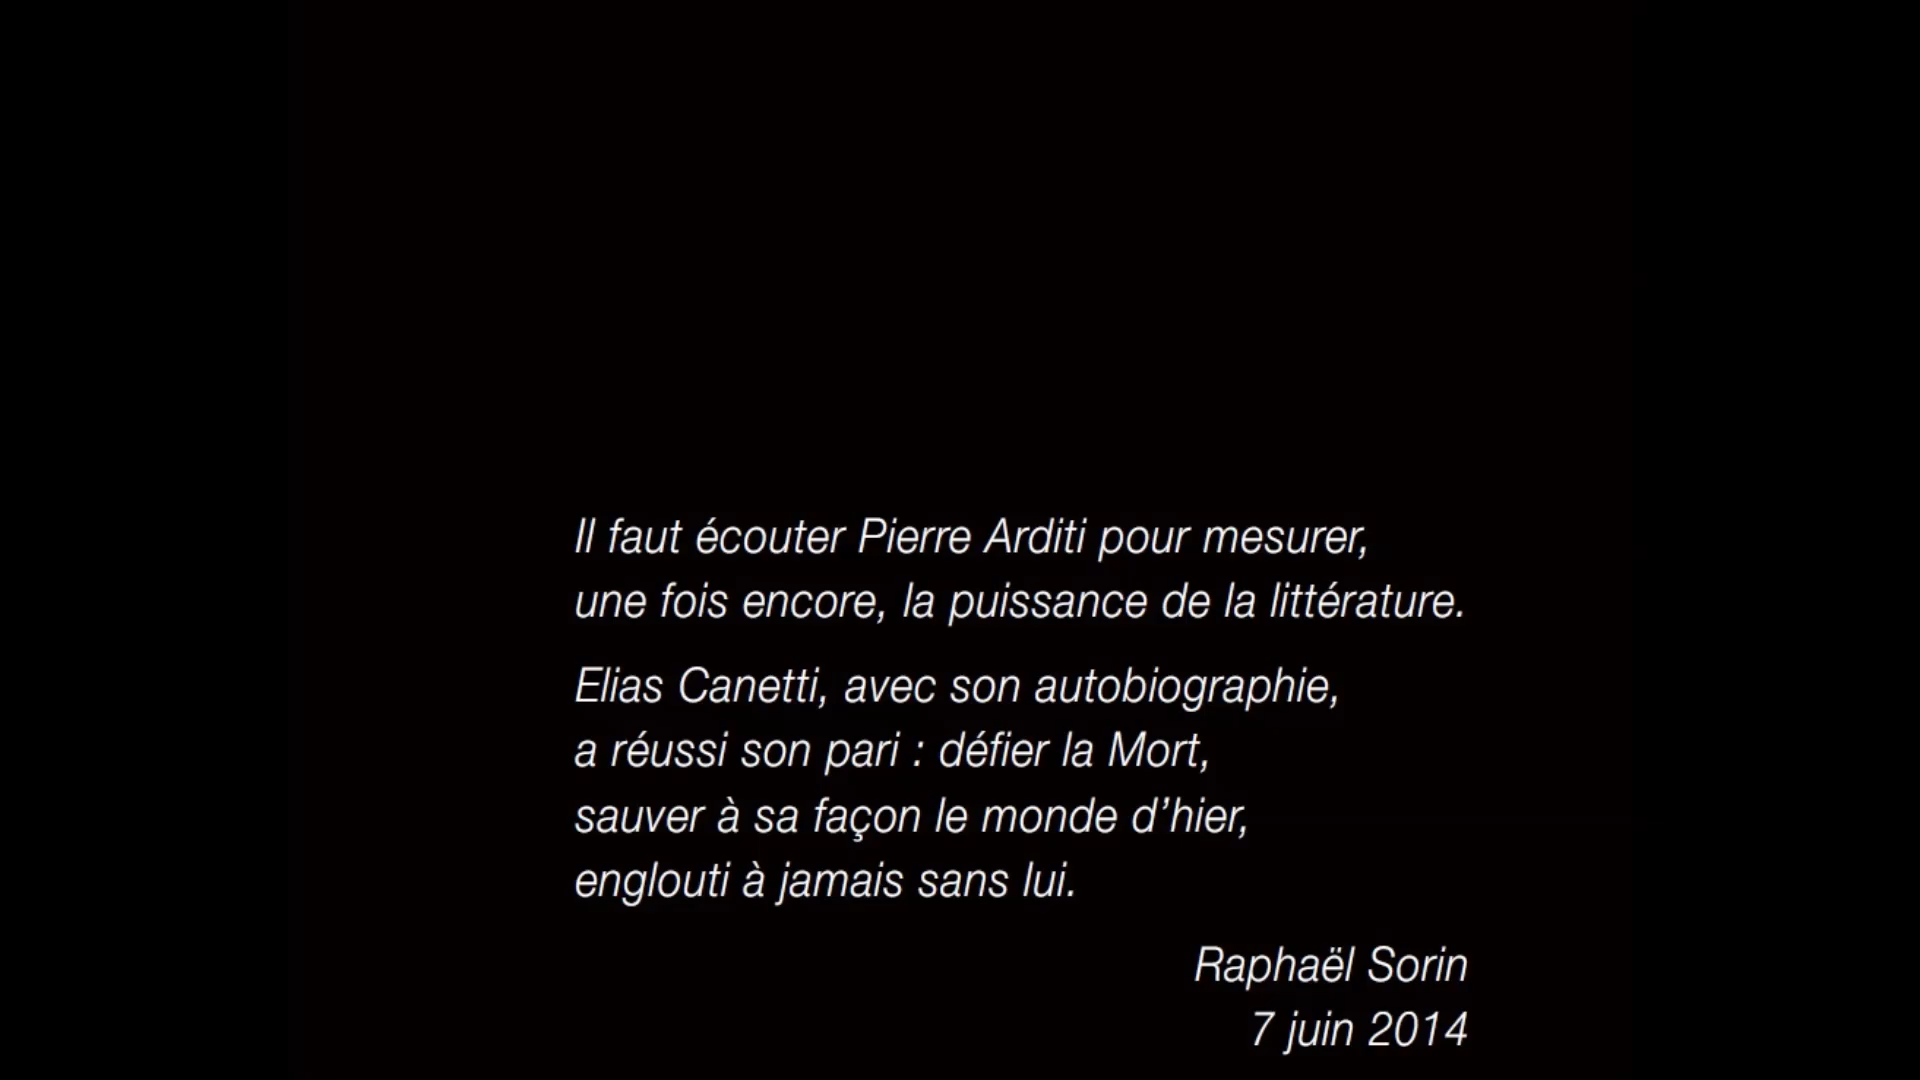 Il faut écouter Pierre Arditi pour mesurer,
une fois encore, la puissance de la littérature.
Elias Canetti, avec son autobiographie,
a réussi son pari : défier la Mort,
sauver à sa façon le monde d’hier,
englouti à jamais sans lui.
Raphaël Sorin
7 juin 2014